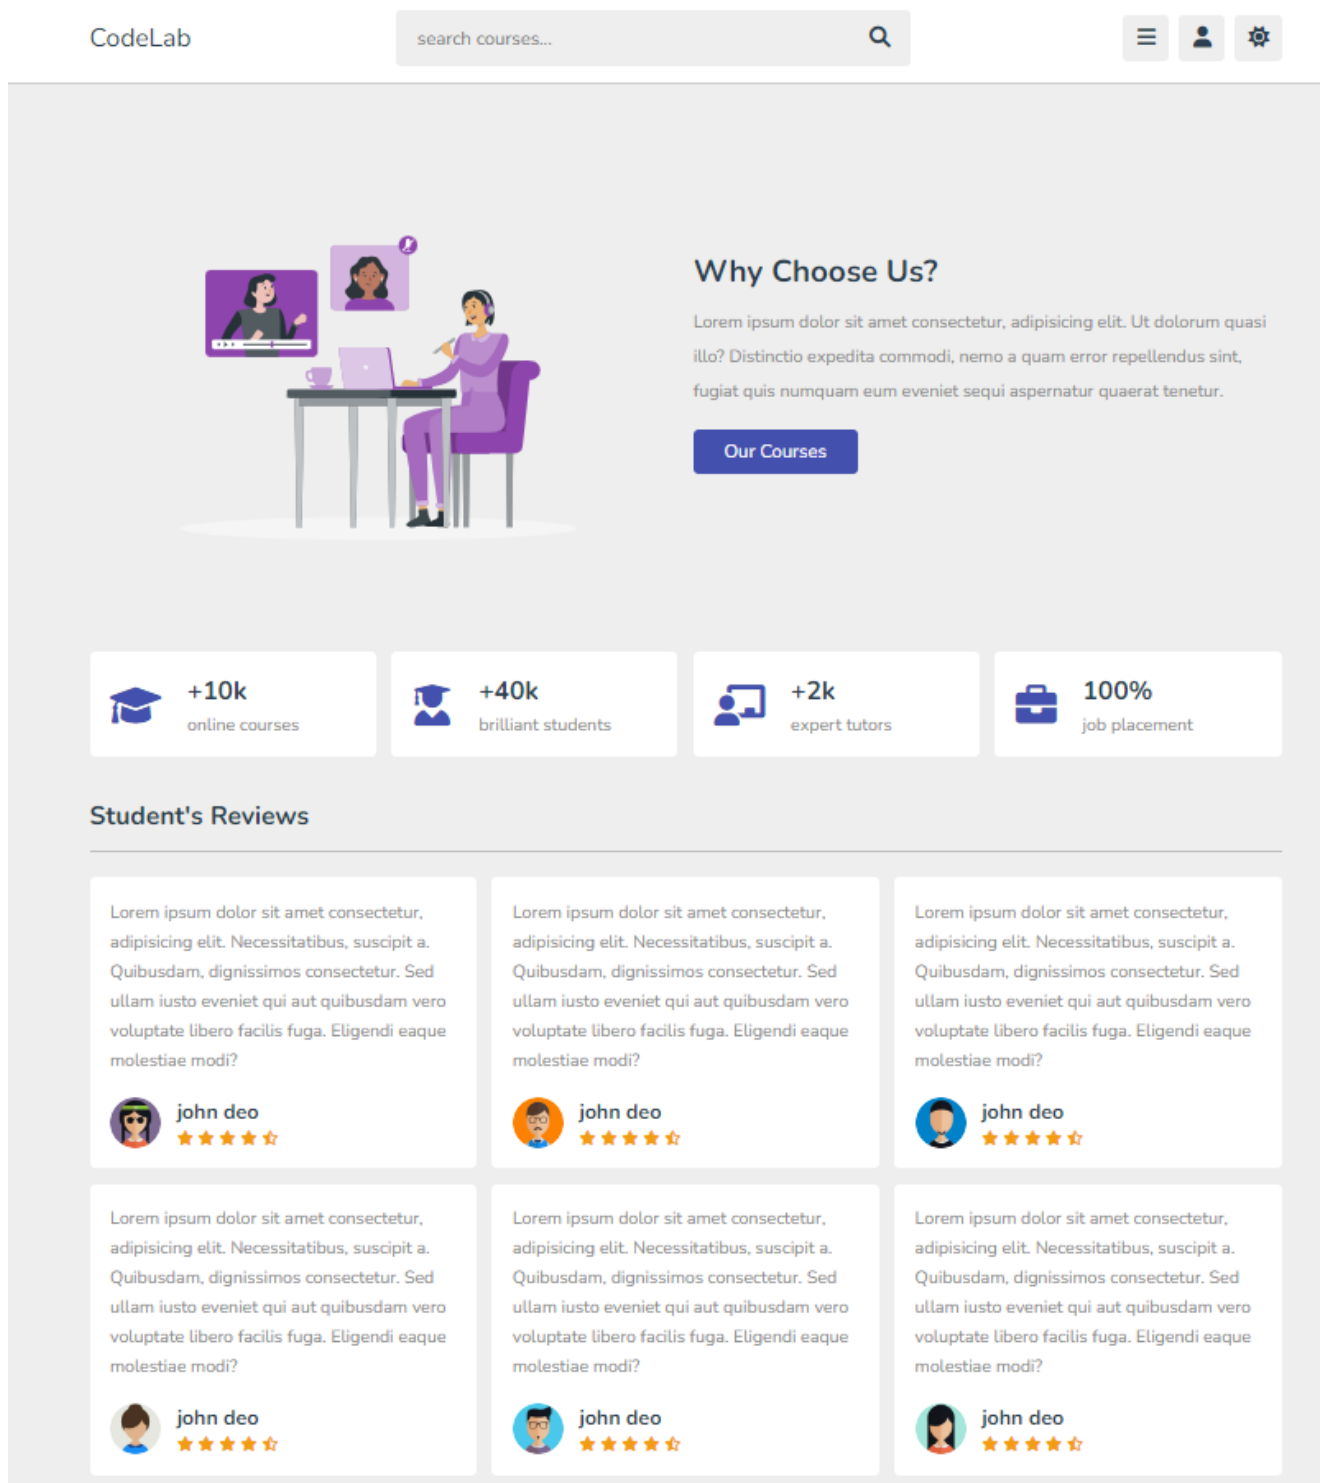 CodeLab
search courses...
Why Choose Us?
Lorem ipsum dolor sit amet consectetur, adipisicing elit. Ut dolorum quasi
illo? Distinctio expedita commodi, nemo a quam error repellendus sint,
fugiat quis numquam eum eveniet sequi aspernatur quaerat tenetur.
Our Courses
+10k
online courses
+40k
brilliant students
+2k
expert tutors
100%
job placement
Student's Reviews
Lorem ipsum dolor sit amet consectetur,
adipisicing elit. Necessitatibus, suscipit a.
Quibusdam, dignissimos consectetur. Sed
ullam iusto eveniet qui aut quibusdam vero
voluptate libero facilis fuga. Eligendi eaque
molestiae modi?
john deo
Lorem ipsum dolor sit amet consectetur,
adipisicing elit. Necessitatibus, suscipit a.
Quibusdam, dignissimos consectetur. Sed
ullam iusto eveniet qui aut quibusdam vero
voluptate libero facilis fuga. Eligendi eaque
molestiae modi?
john deo
Lorem ipsum dolor sit amet consectetur,
adipisicing elit. Necessitatibus, suscipit a.
Quibusdam, dignissimos consectetur. Sed
ullam iusto eveniet qui aut quibusdam vero
voluptate libero facilis fuga. Eligendi eaque
molestiae modi?
john deo
Lorem ipsum dolor sit amet consectetur,
adipisicing elit. Necessitatibus, suscipit a.
Quibusdam, dignissimos consectetur. Sed
ullam iusto eveniet qui aut quibusdam vero
voluptate libero facilis fuga. Eligendi eaque
molestiae modi?
john deo
Lorem ipsum dolor sit amet consectetur,
adipisicing elit. Necessitatibus, suscipit a.
Quibusdam, dignissimos consectetur. Sed
ullam iusto eveniet qui aut quibusdam vero
voluptate libero facilis fuga. Eligendi eaque
molestiae modi?
john deo
Lorem ipsum dolor sit amet consectetur,
adipisicing elit. Necessitatibus, suscipit a.
Quibusdam, dignissimos consectetur. Sed
ullam iusto eveniet qui aut quibusdam vero
voluptate libero facilis fuga. Eligendi eaque
molestiae modi?
john deo